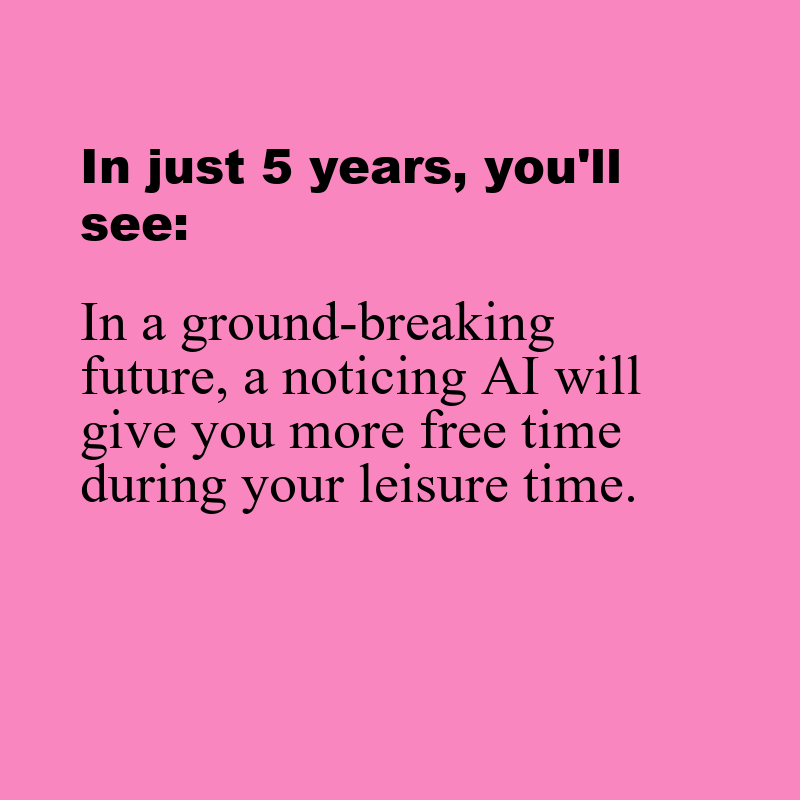 In just 5 years, you'll
see:
In a ground-breaking
future, a noticing AI will
give you more free time
during your leisure time.